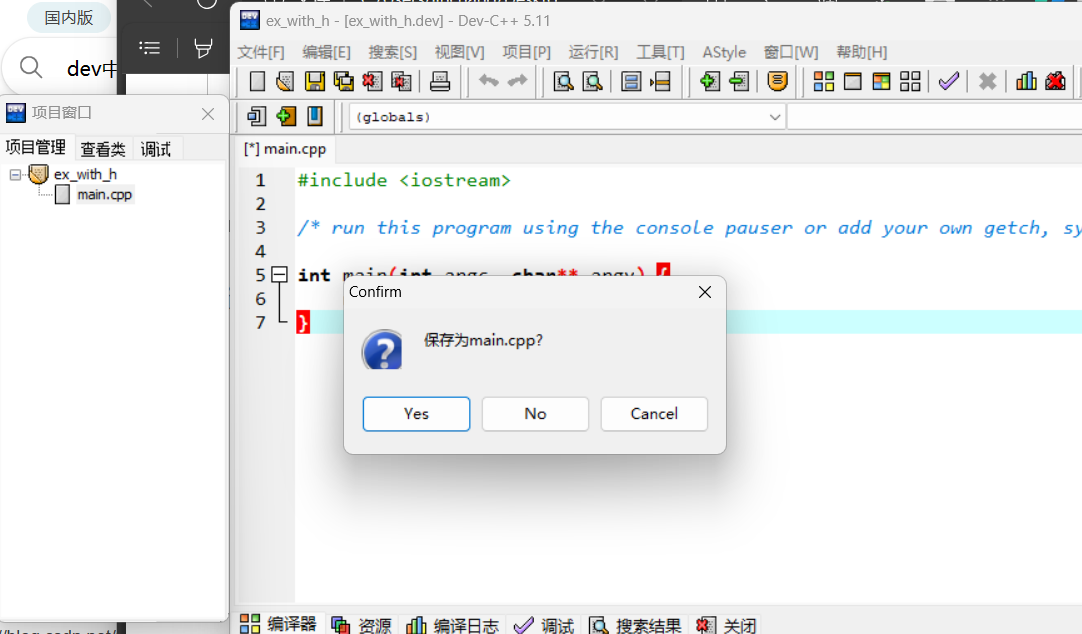 国内版
dev中
项目窗口
项目管理 查看类 调试
ex_with_h
main.cpp
ex_with_h - [ex_with_h.dev] - Dev-C++ 5.11
文件[F] 编辑[E] 搜索[S] 视图[V] 项目[P] 运行[R] 工具[T] AStyle 窗口[W] 帮助[H]
(globals)
[*] main.cpp
1 #include <iostream>
2
3 /* run this program using the console pauser or add your own getch, sy
4
5 int main(int argc, char** argv) {
6
7 }
Confirm
保存为main.cpp?
Yes No Cancel
编译器 资源 编译日志 调试 搜索结果 关闭